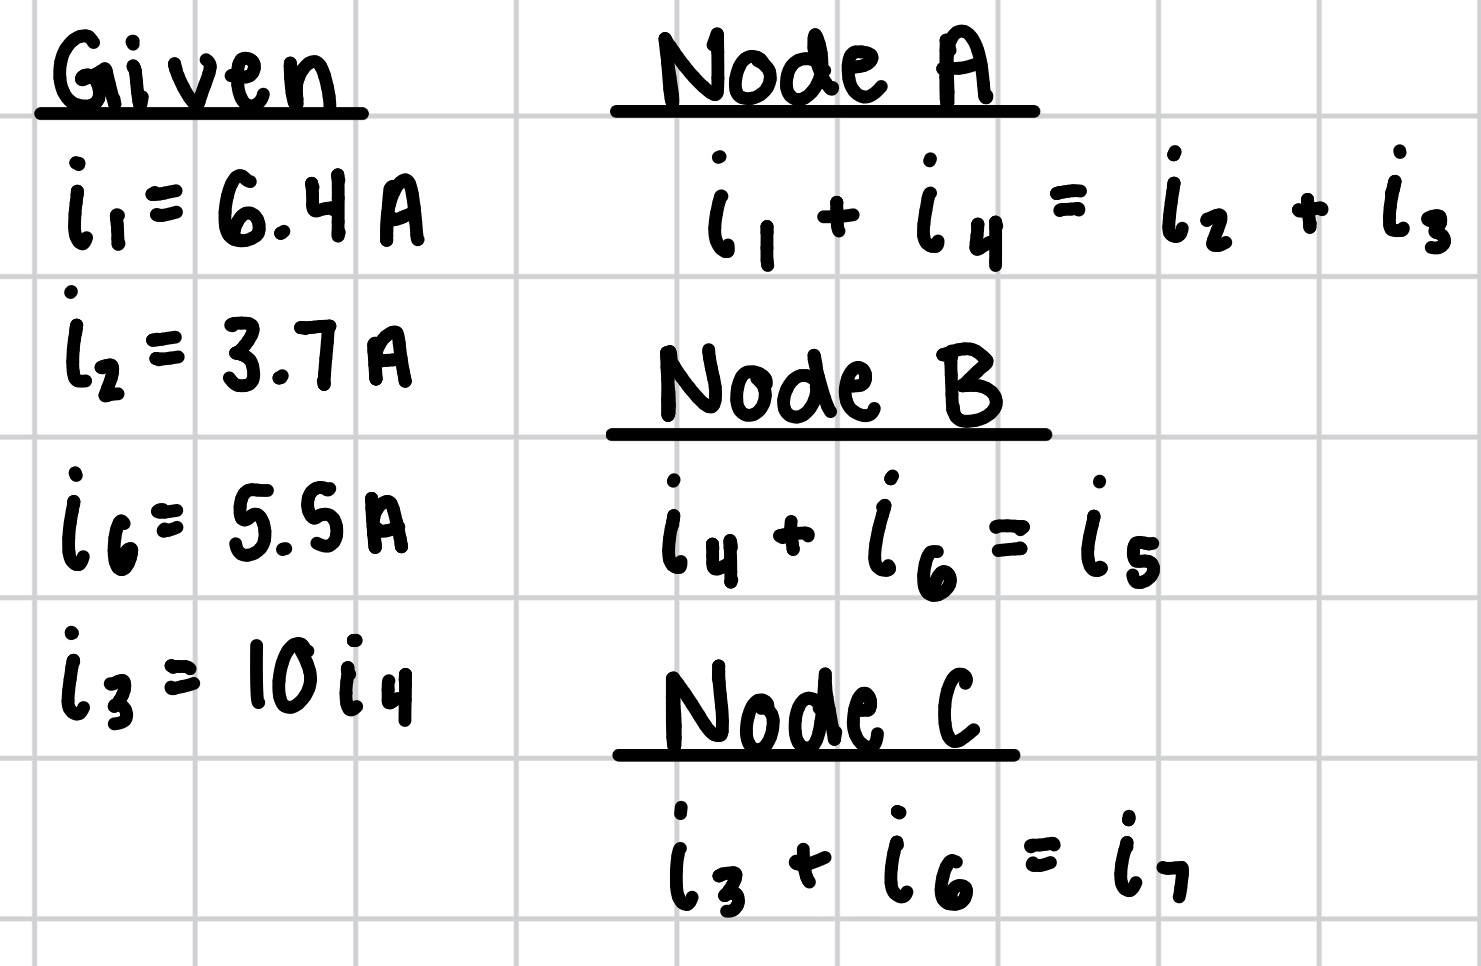 Given
i₁ = 6.4 A
i₂ = 3.7 A
i₆ = 5.5 A
i₃ = 10 i₄
Node A
i₁ + i₄ = i₂ + i₃
Node B
i₄ + i₆ = i₅
Node C
i₃ + i₆ = i₇